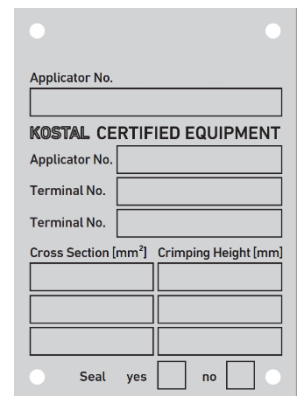 Applicator No.
KOSTAL CERTIFIED EQUIPMENT
Applicator No.
Terminal No.
Terminal No.
Cross Section [mm²] Crimping Height [mm]
Seal yes no